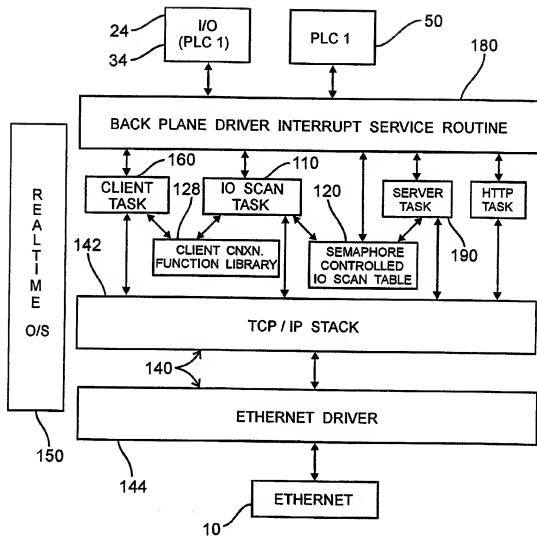 24
34
I/O
(PLC 1)
PLC 1
50
180
BACK PLANE DRIVER INTERRUPT SERVICE ROUTINE
160
110
CLIENT
TASK
128
IO SCAN
TASK
120
SERVER
TASK
HTTP
TASK
190
142
CLIENT CNXN.
FUNCTION LIBRARY
SEMAPHORE
CONTROLLED
IO SCAN TABLE
REALTIME
O/S
TCP / IP STACK
140
ETHERNET DRIVER
150
144
ETHERNET
10